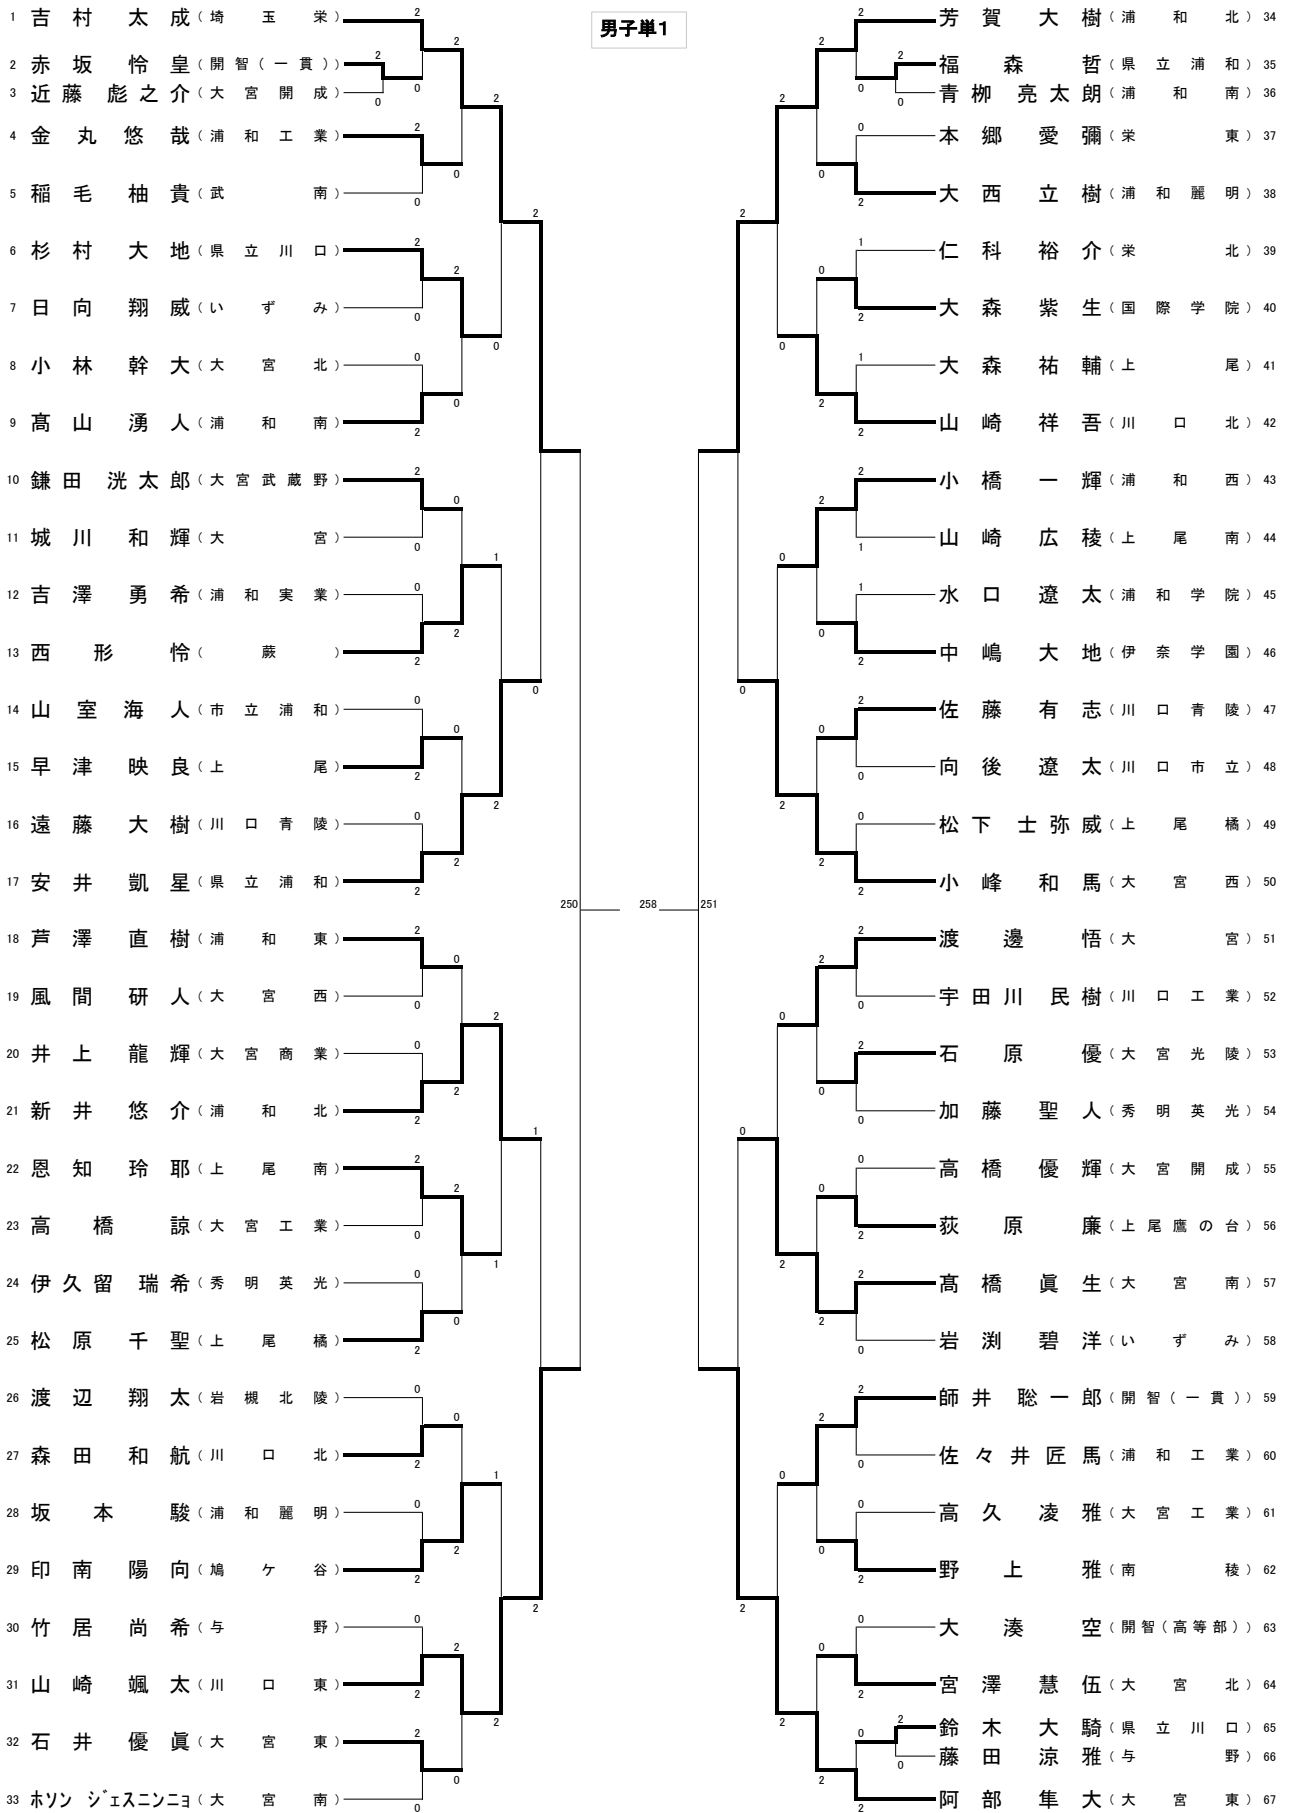 男子単1
1 吉村 太成 (埼玉栄)
2 赤坂 怜皇 (開智(一貫))
3 近藤 彪之介 (大宮開成)
4 金丸 悠哉 (浦和工業)
5 稲毛 柚貴 (武南)
6 杉村 大地 (県立川口)
7 日向 翔威 (いずみ)
8 小林 幹大 (大宮北)
9 髙山 湧人 (浦和南)
10 鎌田 洸太郎 (大宮武蔵野)
11 城川 和輝 (大宮)
12 吉澤 勇希 (浦和実業)
13 西形 怜 (蕨)
14 山室 海人 (市立浦和)
15 早津 映良 (上尾)
16 遠藤 大樹 (川口青陵)
17 安井 凱星 (県立浦和)
18 芦澤 直樹 (浦和東)
19 風間 研人 (大宮西)
20 井上 龍輝 (大宮商業)
21 新井 悠介 (浦和北)
22 恩知 玲耶 (上尾南)
23 高橋 諒 (大宮工業)
24 伊久留 瑞希 (秀明英光)
25 松原 千聖 (上尾橘)
26 渡辺 翔太 (岩槻北陵)
27 森田 和航 (川口北)
28 坂本 駿 (浦和麗明)
29 印南 陽向 (鳩ケ谷)
30 竹居 尚希 (与野)
31 山崎 颯太 (川口東)
32 石井 優眞 (大宮東)
33 ホソン ジェスニンニョ (大宮南)
250 258 251
芳賀 大樹 (浦和北) 34
福森 哲 (県立浦和) 35
青栁 亮太朗 (浦和南) 36
本郷 愛彌 (栄東) 37
大西 立樹 (浦和麗明) 38
仁科 裕介 (栄北) 39
大森 紫生 (国際学院) 40
大森 祐輔 (上尾) 41
山崎 祥吾 (川口北) 42
小橋 一輝 (浦和西) 43
山崎 広稜 (上尾南) 44
水口 遼太 (浦和学院) 45
中嶋 大地 (伊奈学園) 46
佐藤 有志 (川口青陵) 47
向後 遼太 (川口市立) 48
松下 士弥威 (上尾橘) 49
小峰 和馬 (大宮西) 50
渡邊 悟 (大宮) 51
宇田川 民樹 (川口工業) 52
石原 優 (大宮光陵) 53
加藤 聖人 (秀明英光) 54
高橋 優輝 (大宮開成) 55
荻原 廉 (上尾鷹の台) 56
髙橋 眞生 (大宮南) 57
岩渕 碧洋 (いずみ) 58
師井 聡一郎 (開智(一貫)) 59
佐々井 匠馬 (浦和工業) 60
高久 凌雅 (大宮工業) 61
野上 雅 (南稜) 62
大湊 空 (開智(高等部)) 63
宮澤 慧伍 (大宮北) 64
鈴木 大騎 (県立川口) 65
藤田 涼雅 (与野) 66
阿部 隼大 (大宮東) 67